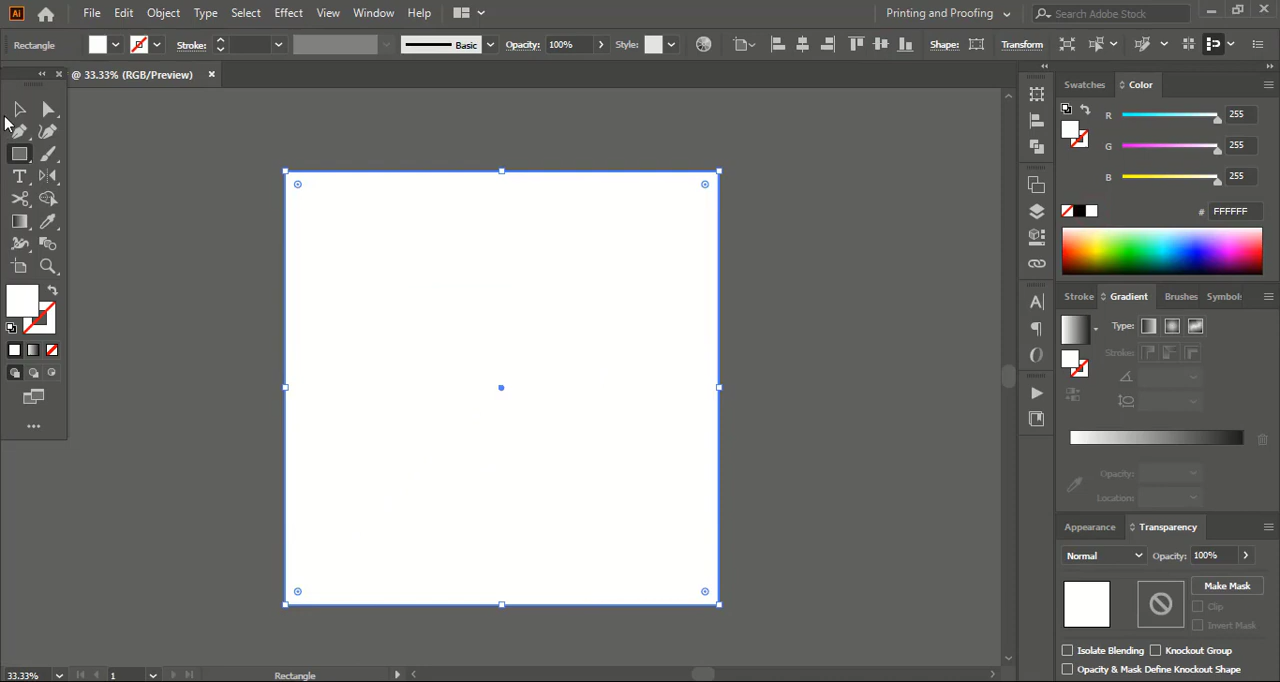 Ai File Edit Object Type Select Effect View Window Help Printing and Proofing Search Adobe Stock
Rectangle Stroke: Basic Opacity: 100% Style: Shape: Transform
@ 33.33% (RGB/Preview)
Swatches Color
R 255
G 255
B 255
# FFFFFF
Stroke Gradient Brushes Symbols
Type:
Stroke:
Opacity:
Location:
Appearance Transparency
Normal Opacity: 100%
Make Mask
Clip
Invert Mask
Isolate Blending Knockout Group
Opacity & Mask Define Knockout Shape
33.33% 1 Rectangle